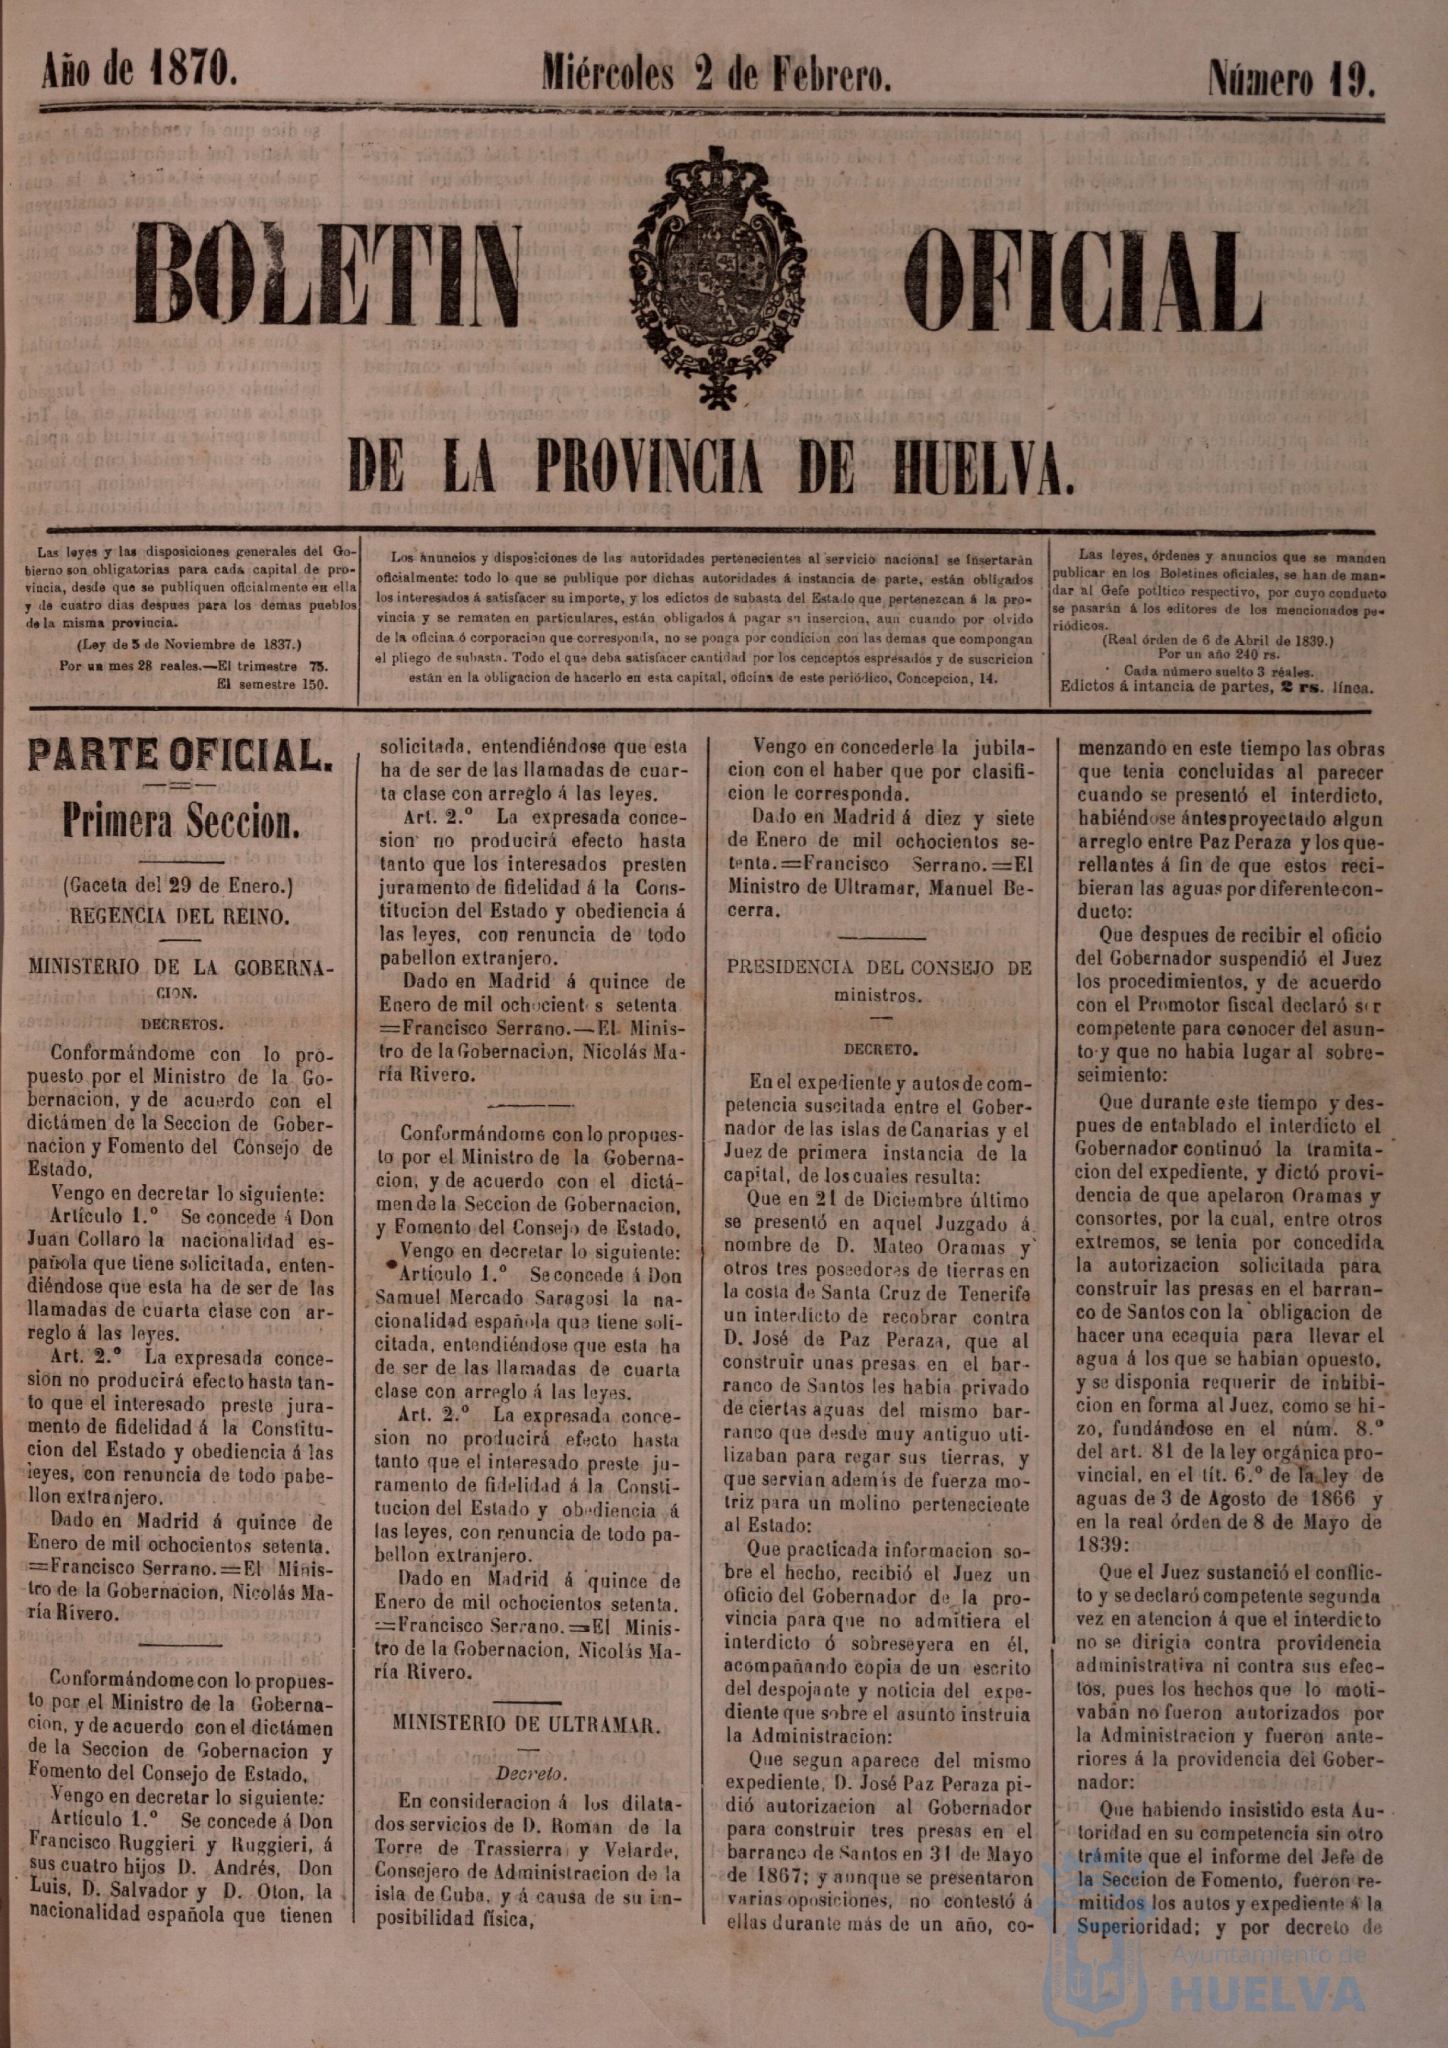 Año de 1870.
Miércoles 2 de Febrero.
Número 19.
BOLETIN OFICIAL
DE LA PROVINCIA DE HUELVA.
Las leyes y las disposiciones generales del Go-
bierno son obligatorias para cada capital de pro-
vincia, desde que se publiquen oficialmente en ella
y de cuatro dias despues para los demas pueblos
de la misma provincia.
(Ley de 3 de Noviembre de 1837.)
Por un mes 28 reales.—El trimestre 75.
El semestre 150.
Los anuncios y disposiciones de las autoridades pertenecientes al servicio nacional se insertarán
oficialmente: todo lo que se publique por dichas autoridades á instancia de parte, están obligados
los interesados á satisfacer su importe, y los edictos de subasta del Estado que pertenezcan á la pro-
vincia y se rematen en particulares, están obligados á pagar su insercion, aun cuando por olvido
de la oficina ó corporacion que corresponda, no se ponga por condicion con las demas que compongan
el pliego de subasta. Todo el que deba satisfacer cantidad por los conceptos espresados y de suscricion
están en la obligacion de hacerlo en esta capital, oficina de este periódico, Concepcion, 14.
Las leyes, órdenes y anuncios que se manden
publicar en los Boletines oficiales, se han de man-
dar al Gefe político respectivo, por cuyo conducto
se pasarán á los editores de los mencionados pe-
riódicos.
(Real órden de 6 de Abril de 1839.)
Por un año 240 rs.
Cada número suelto 3 réales.
Edictos á intancia de partes, 2 rs. línea.
PARTE OFICIAL.
Primera Seccion.
(Gaceta del 29 de Enero.)
REGENCIA DEL REINO.
MINISTERIO DE LA GOBERNA-
CION.
DECRETOS.
Conformándome con lo pro-
puesto por el Ministro de la Go-
bernacion, y de acuerdo con el
dictámen de la Seccion de Gober-
nacion y Fomento del Consejo de
Estado,
Vengo en decretar lo siguiente:
Artículo 1.º Se concede á Don
Juan Collaro la nacionalidad es-
pañola que tiene solicitada, enten-
diéndose que esta ha de ser de las
llamadas de cuarta clase con ar-
reglo á las leyes.
Art. 2.º La expresada conce-
sion no producirá efecto hasta tan-
to que el interesado preste jura-
mento de fidelidad á la Constitu-
cion del Estado y obediencia á las
leyes, con renuncia de todo pabe-
llon extranjero.
Dado en Madrid á quince de
Enero de mil ochocientos setenta.
=Francisco Serrano.=El Minis-
tro de la Gobernacion, Nicolás Ma-
ría Rivero.
Conformándome con lo propues-
to por el Ministro de la Goberna-
cion, y de acuerdo con el dictámen
de la Seccion de Gobernacion y
Fomento del Consejo de Estado,
Vengo en decretar lo siguiente:
Artículo 1.º Se concede á Don
Francisco Ruggieri y Ruggieri, á
sus cuatro hijos D. Andrés, Don
Luis, D. Salvador y D. Oton, la
nacionalidad española que tienen
solicitada, entendiéndose que esta
ha de ser de las llamadas de cuar-
ta clase con arreglo á las leyes.
Art. 2.º La expresada conce-
sion no producirá efecto hasta
tanto que los interesados presten
juramento de fidelidad á la Cons-
titucion del Estado y obediencia á
las leyes, con renuncia de todo
pabellon extranjero.
Dado en Madrid á quince de
Enero de mil ochocient s setenta
=Francisco Serrano.—El Minis-
tro de la Gobernacion, Nicolás Ma-
ría Rivero.
Conformándome con lo propues-
to por el Ministro de la Goberna-
cion, y de acuerdo con el dictá-
men de la Seccion de Gobernacion,
y Fomento del Consejo de Estado,
Vengo en decretar lo siguiente:
Artículo 1.º Se concede á Don
Samuel Mercado Saragosi la na-
cionalidad española que tiene soli-
citada, entendiéndose que esta ha
de ser de las llamadas de cuarta
clase con arreglo á las leyes.
Art. 2.º La expresada conce-
sion no producirá efecto hasta
tanto que el interesado preste ju-
ramento de fidelidad á la Consti-
tucion del Estado y obediencia á
las leyes, con renuncia de todo pa-
bellon extranjero.
Dado en Madrid á quince de
Enero de mil ochocientos setenta.
=Francisco Serrano.=El Minis-
tro de la Gobernacion, Nicolás Ma-
ría Rivero.
MINISTERIO DE ULTRAMAR.
Decreto.
En consideracion á los dilata-
dos servicios de D. Roman de la
Torre de Trassierra y Velarde,
Consejero de Administracion de la
isla de Cuba, y á causa de su im-
posibilidad física,
Vengo en concederle la jubila-
cion con el haber que por clasifi-
cion le corresponda.
Dado en Madrid á diez y siete
de Enero de mil ochocientos se-
tenta.=Francisco Serrano.=El
Ministro de Ultramar, Manuel Be-
cerra.
PRESIDENCIA DEL CONSEJO DE
ministros.
DECRETO.
En el expediente y autos de com-
petencia suscitada entre el Gober-
nador de las islas de Canarias y el
Juez de primera instancia de la
capital, de los cuales resulta:
Que en 21 de Diciembre último
se presentó en aquel Juzgado á
nombre de D. Mateo Oramas y
otros tres poseedores de tierras en
la costa de Santa Cruz de Tenerife
un interdicto de recobrar contra
D. José de Paz Peraza, que al
construir unas presas en el bar-
ranco de Santos les habia privado
de ciertas aguas del mismo bar-
ranco que desde muy antiguo uti-
lizaban para regar sus tierras, y
que servian además de fuerza mo-
triz para un molino perteneciente
al Estado:
Que practicada informacion so-
bre el hecho, recibió el Juez un
oficio del Gobernador de la pro-
vincia para que no admitiera el
interdicto ó sobreseyera en él,
acompañando copia de un escrito
del despojante y noticia del expe-
diente que sobre el asunto instruia
la Administracion:
Que segun aparece del mismo
expediente, D. José Paz Peraza pi-
dió autorizacion al Gobernador
para construir tres presas en el
barranco de Santos en 31 de Mayo
de 1867; y aunque se presentaron
varias oposiciones, no contestó á
ellas durante más de un año, co-
menzando en este tiempo las obras
que tenia concluidas al parecer
cuando se presentó el interdicto,
habiéndose ántes proyectado algun
arreglo entre Paz Peraza y los que-
rellantes á fin de que estos reci-
bieran las aguas por diferente con-
ducto:
Que despues de recibir el oficio
del Gobernador suspendió el Juez
los procedimientos, y de acuerdo
con el Promotor fiscal declaró ser
competente para conocer del asun-
to y que no habia lugar al sobre-
seimiento:
Que durante este tiempo y des-
pues de entablado el interdicto el
Gobernador continuó la tramita-
cion del expediente, y dictó provi-
dencia de que apelaron Oramas y
consortes, por la cual, entre otros
extremos, se tenia por concedida
la autorizacion solicitada para
construir las presas en el barran-
co de Santos con la obligacion de
hacer una ecequia para llevar el
agua á los que se habian opuesto,
y se disponia requerir de inhibi-
cion en forma al Juez, como se hi-
zo, fundándose en el núm. 8.º
del art. 81 de la ley orgánica pro-
vincial, en el tít. 6.º de la ley de
aguas de 3 de Agosto de 1866 y
en la real órden de 8 de Mayo de
1839:
Que el Juez sustanció el conflic-
to y se declaró competente segunda
vez en atencion á que el interdicto
no se dirigia contra providencia
administrativa ni contra sus efec-
tos, pues los hechos que lo moti-
vabán no fueron autorizados por
la Administracion y fueron ante-
riores á la providencia del Gober-
nador:
Que habiendo insistido esta Au-
toridad en su competencia sin otro
trámite que el informe del Jefe de
la Seccion de Fomento, fueron re-
mitidos los autos y expediente á la
Superioridad; y por decreto de
Ayuntamiento de
HUELVA